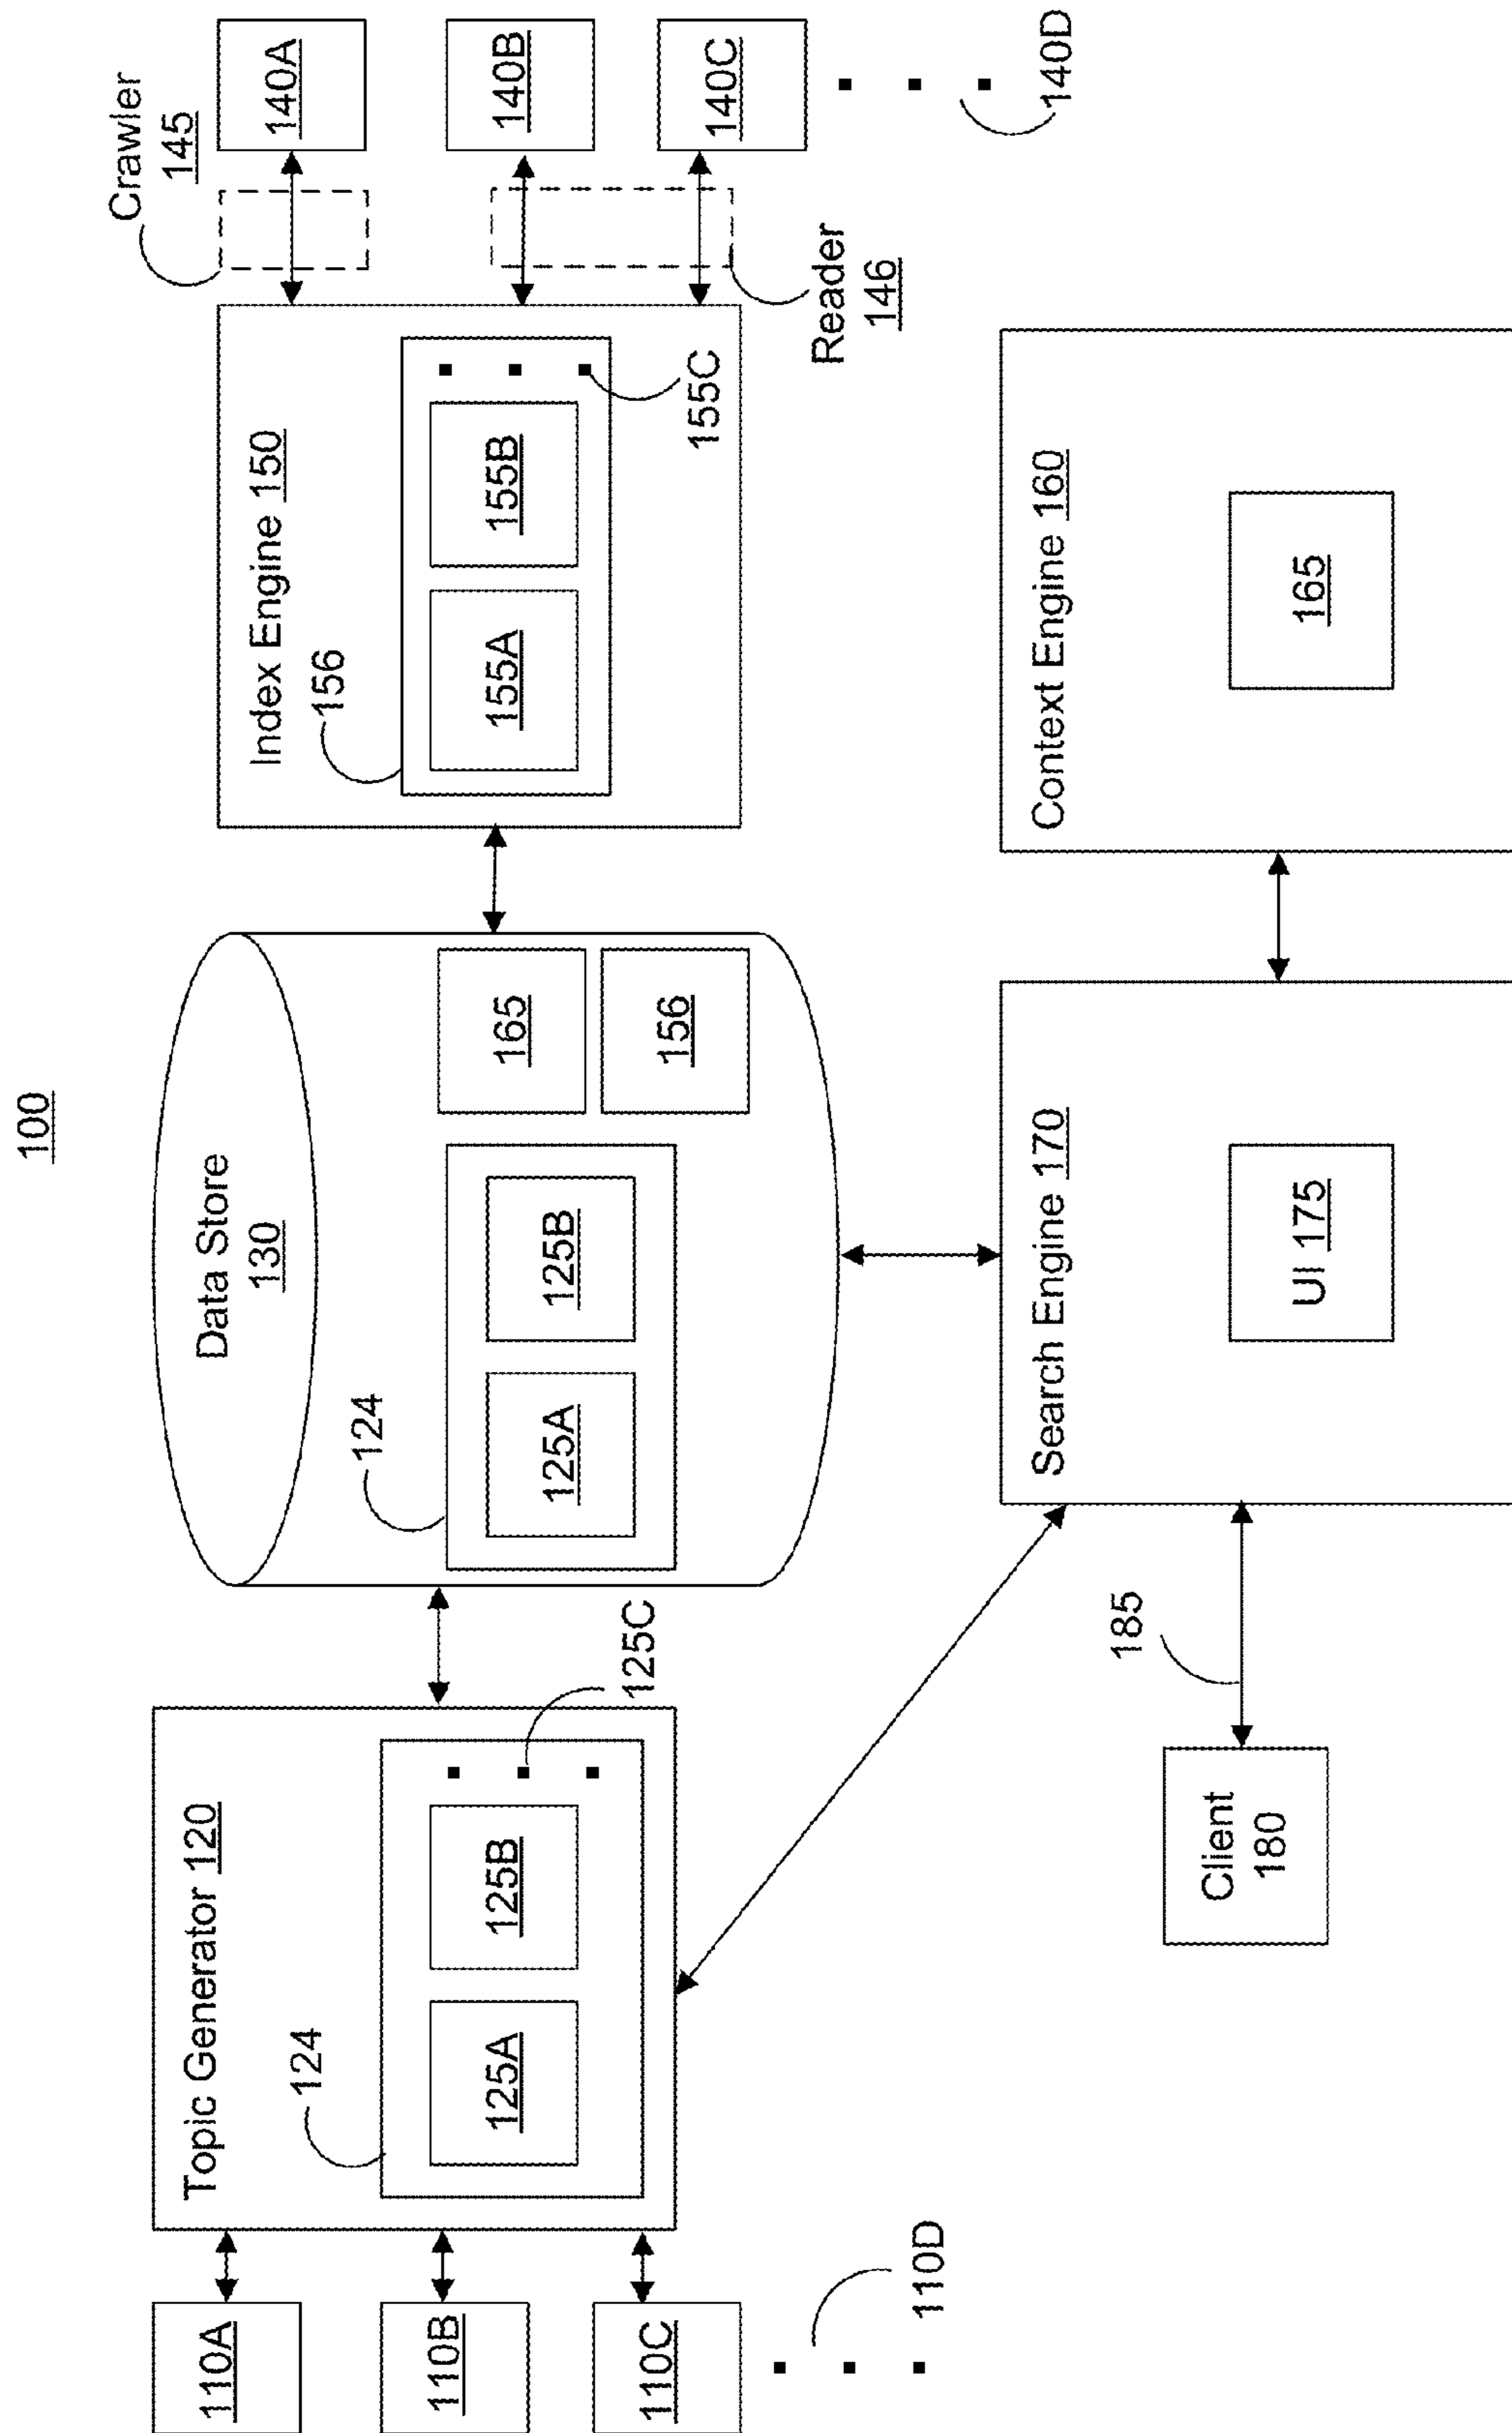 100
110A
110B
110C
110D
Topic Generator 120
124
125A
125B
125C
Data Store
130
124
125A
125B
165
156
Index Engine 150
156
155A
155B
155C
Crawler
145
Reader
146
140A
140B
140C
140D
Client
180
185
Search Engine 170
UI 175
Context Engine 160
165